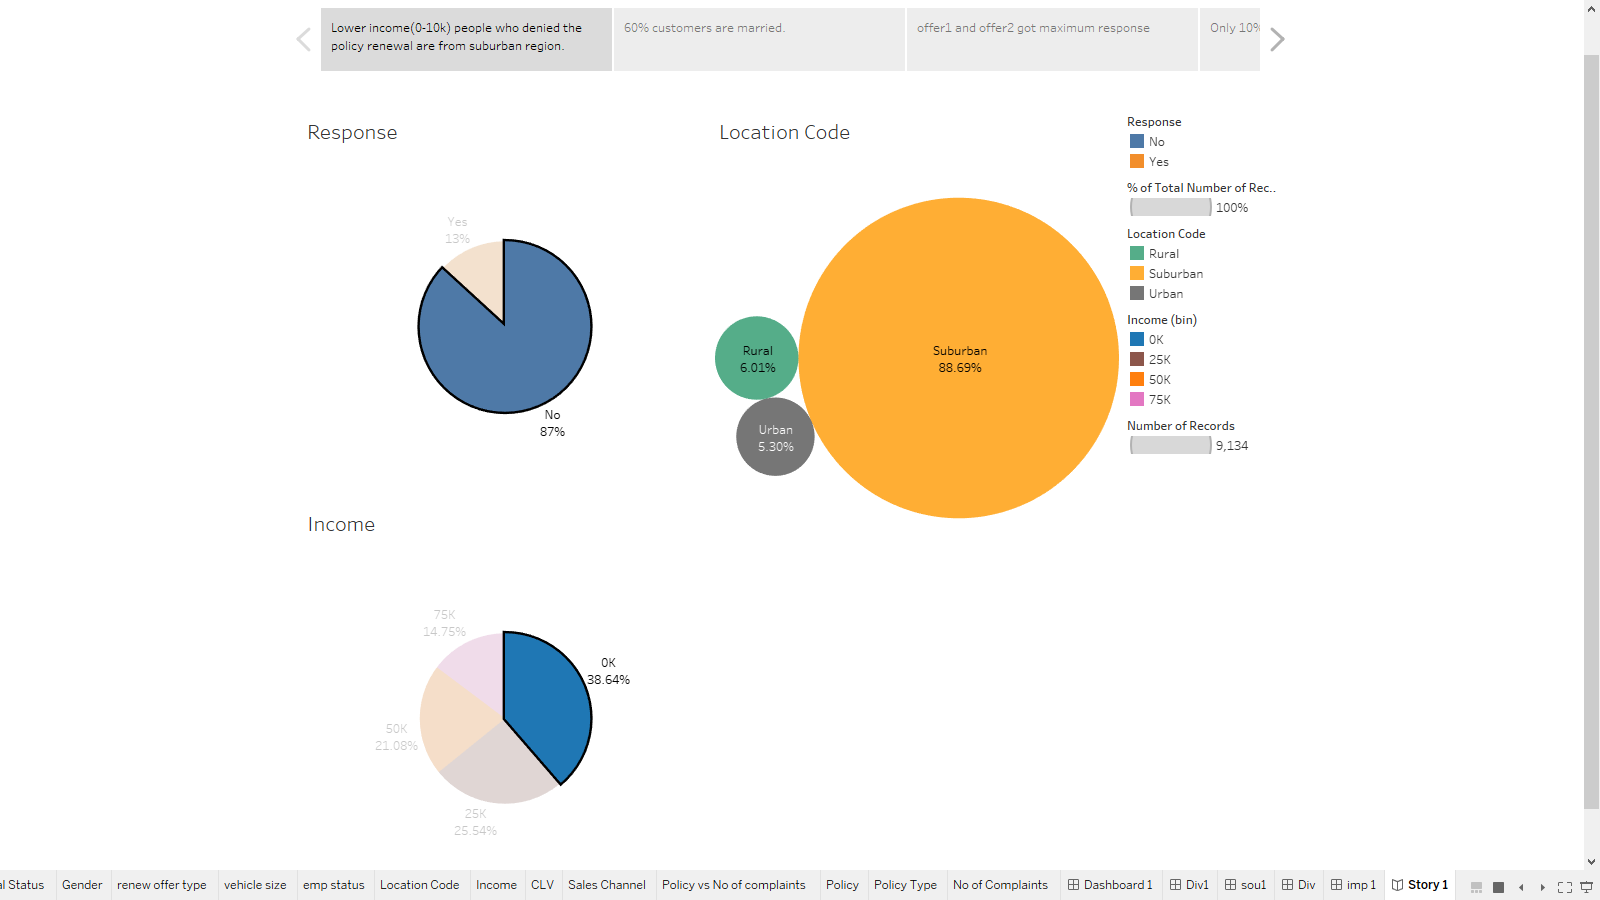 Lower income(0-10k) people who denied the
policy renewal are from suburban region.
60% customers are married.
offer1 and offer2 got maximum response
Only 10%
Response
Yes
13%
No
87%
Location Code
Rural
6.01%
Suburban
88.69%
Urban
5.30%
Response
No
Yes
% of Total Number of Rec..
100%
Location Code
Rural
Suburban
Urban
Income (bin)
0K
25K
50K
75K
Number of Records
9,134
Income
75K
14.75%
0K
38.64%
50K
21.08%
25K
25.54%
al Status
Gender
renew offer type
vehicle size
emp status
Location Code
Income
CLV
Sales Channel
Policy vs No of complaints
Policy
Policy Type
No of Complaints
Dashboard 1
Div1
sou1
Div
imp 1
Story 1